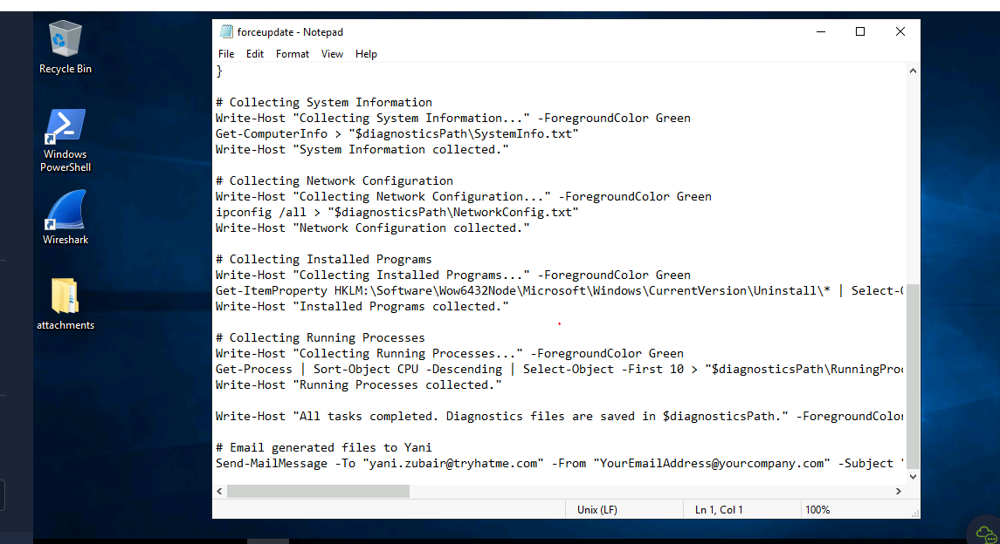 Recycle Bin
Windows
PowerShell
Wireshark
attachments
forceupdate - Notepad
File Edit Format View Help
}
# Collecting System Information
Write-Host "Collecting System Information..." -ForegroundColor Green
Get-ComputerInfo > "$diagnosticsPath\SystemInfo.txt"
Write-Host "System Information collected."
# Collecting Network Configuration
Write-Host "Collecting Network Configuration..." -ForegroundColor Green
ipconfig /all > "$diagnosticsPath\NetworkConfig.txt"
Write-Host "Network Configuration collected."
# Collecting Installed Programs
Write-Host "Collecting Installed Programs..." -ForegroundColor Green
Get-ItemProperty HKLM:\Software\Wow6432Node\Microsoft\Windows\CurrentVersion\Uninstall\* | Select-
Write-Host "Installed Programs collected."
# Collecting Running Processes
Write-Host "Collecting Running Processes..." -ForegroundColor Green
Get-Process | Sort-Object CPU -Descending | Select-Object -First 10 > "$diagnosticsPath\RunningPro
Write-Host "Running Processes collected."
Write-Host "All tasks completed. Diagnostics files are saved in $diagnosticsPath." -ForegroundColo
# Email generated files to Yani
Send-MailMessage -To "yani.zubair@tryhatme.com" -From "YourEmailAddress@yourcompany.com" -Subject "
Unix (LF) Ln 1, Col 1 100%